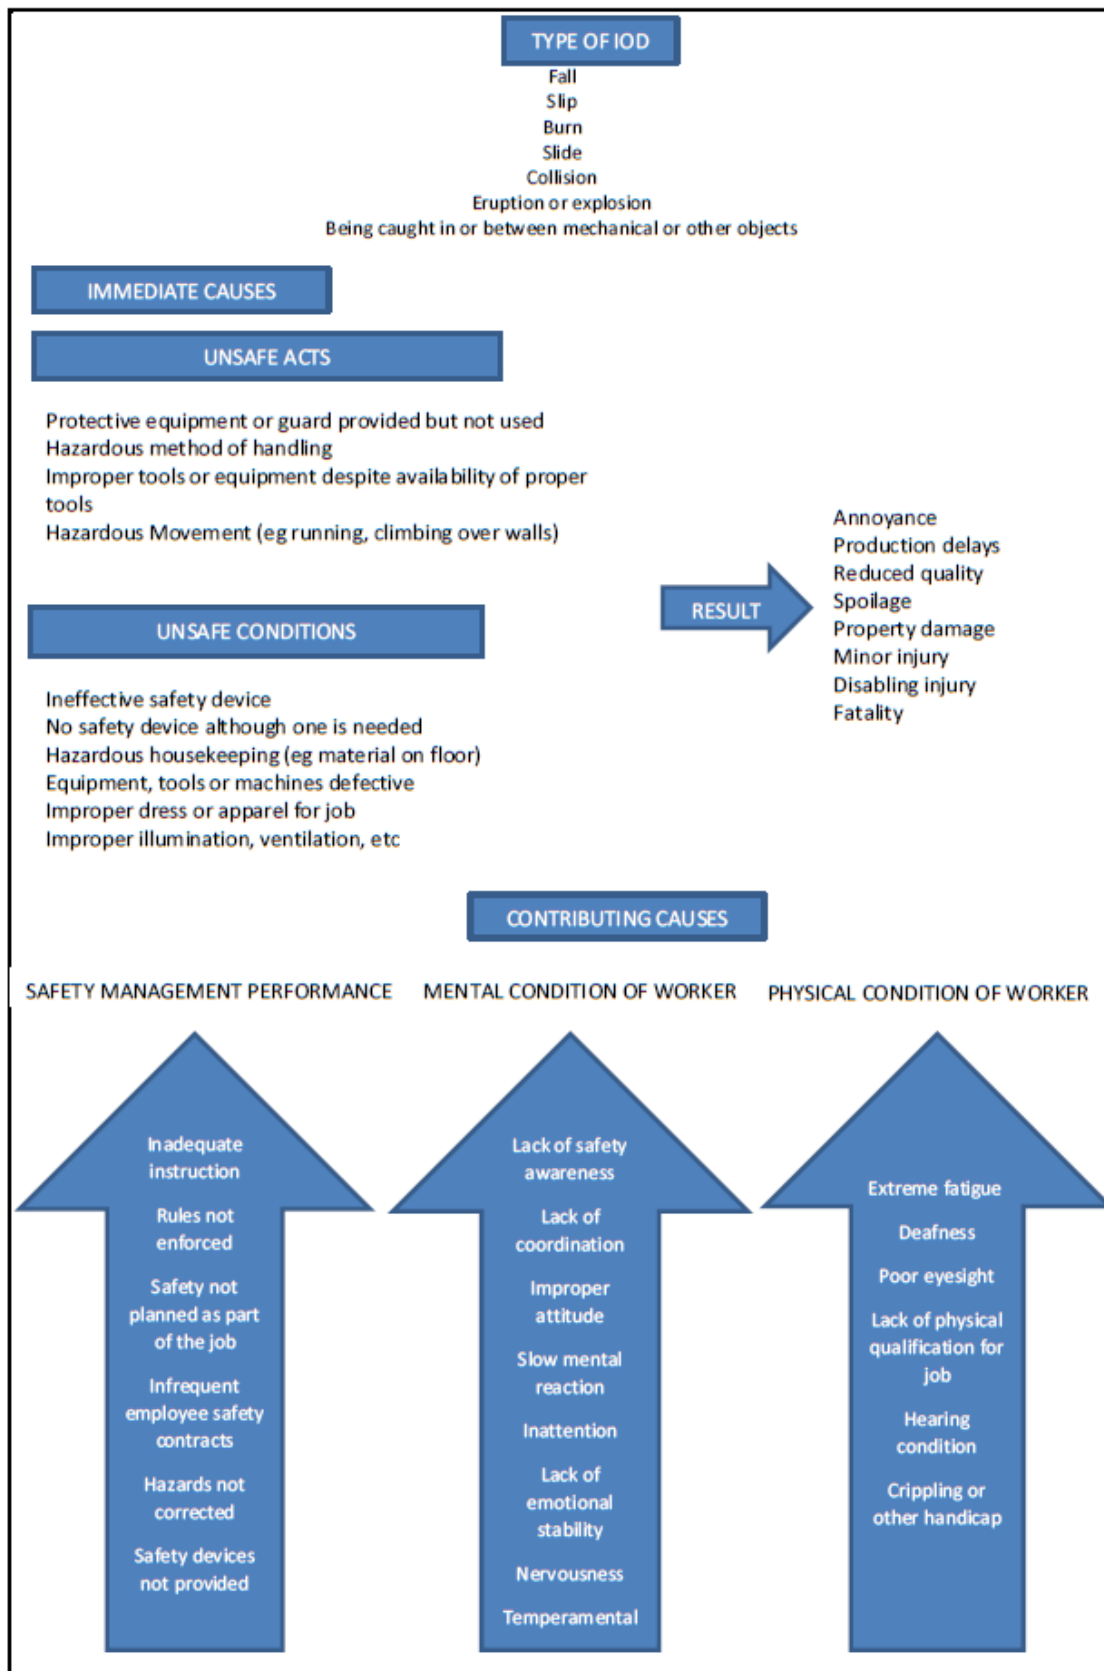 TYPE OF IOD
Fall
Slip
Burn
Slide
Collision
Eruption or explosion
Being caught in or between mechanical or other objects
IMMEDIATE CAUSES
UNSAFE ACTS
Protective equipment or guard provided but not used
Hazardous method of handling
Improper tools or equipment despite availability of proper
tools
Hazardous Movement (eg running, climbing over walls)
UNSAFE CONDITIONS
Ineffective safety device
No safety device although one is needed
Hazardous housekeeping (eg material on floor)
Equipment, tools or machines defective
Improper dress or apparel for job
Improper illumination, ventilation, etc
RESULT
Annoyance
Production delays
Reduced quality
Spoilage
Property damage
Minor injury
Disabling injury
Fatality
CONTRIBUTING CAUSES
SAFETY MANAGEMENT PERFORMANCE
Inadequate
instruction
Rules not
enforced
Safety not
planned as part
of the job
Infrequent
employee safety
contracts
Hazards not
corrected
Safety devices
not provided
MENTAL CONDITION OF WORKER
Lack of safety
awareness
Lack of
coordination
Improper
attitude
Slow mental
reaction
Inattention
Lack of
emotional
stability
Nervousness
Temperamental
PHYSICAL CONDITION OF WORKER
Extreme fatigue
Deafness
Poor eyesight
Lack of physical
qualification for
job
Hearing
condition
Crippling or
other handicap